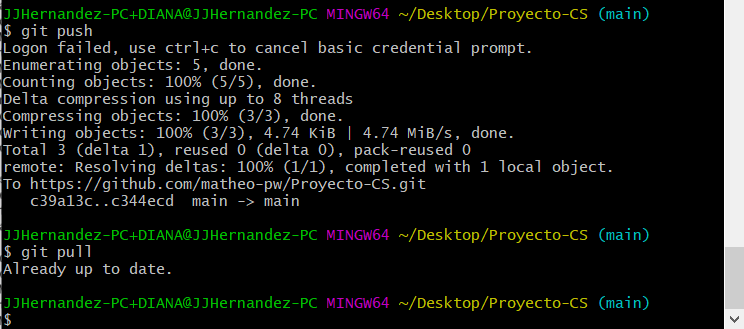 JJHernandez-PC+DIANA@JJHernandez-PC MINGW64 ~/Desktop/Proyecto-CS (main)
$ git push
Logon failed, use ctrl+c to cancel basic credential prompt.
Enumerating objects: 5, done.
Counting objects: 100% (5/5), done.
Delta compression using up to 8 threads
Compressing objects: 100% (3/3), done.
Writing objects: 100% (3/3), 4.74 KiB | 4.74 MiB/s, done.
Total 3 (delta 1), reused 0 (delta 0), pack-reused 0
remote: Resolving deltas: 100% (1/1), completed with 1 local object.
To https://github.com/matheo-pw/Proyecto-CS.git
   c39a13c..c344ecd  main -> main

JJHernandez-PC+DIANA@JJHernandez-PC MINGW64 ~/Desktop/Proyecto-CS (main)
$ git pull
Already up to date.

JJHernandez-PC+DIANA@JJHernandez-PC MINGW64 ~/Desktop/Proyecto-CS (main)
$